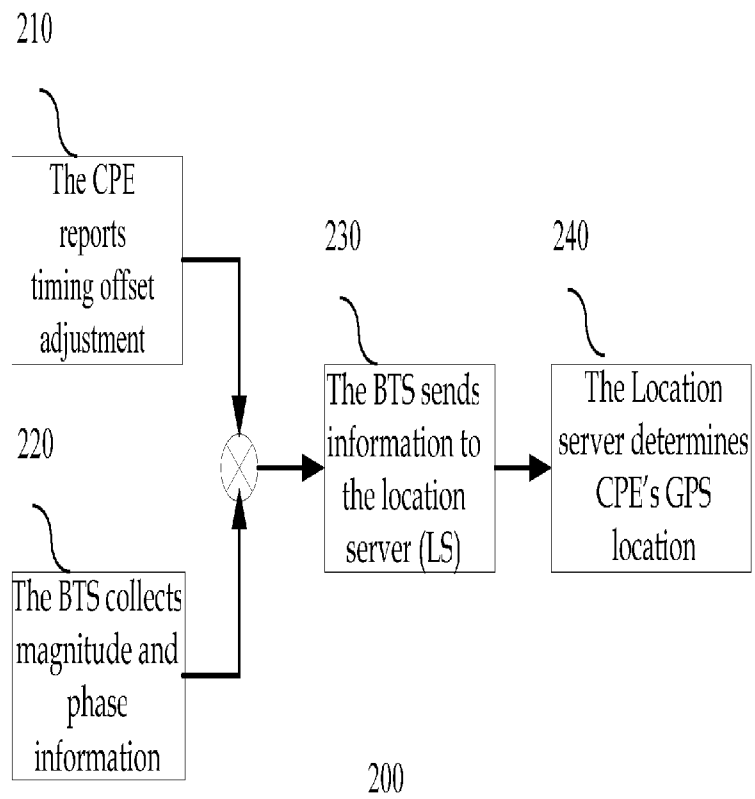 210
The CPE
reports
timing offset
adjustment
220
The BTS collects
magnitude and
phase
information
230
The BTS sends
information to
the location
server (LS)
240
The Location
server determines
CPE's GPS
location
200